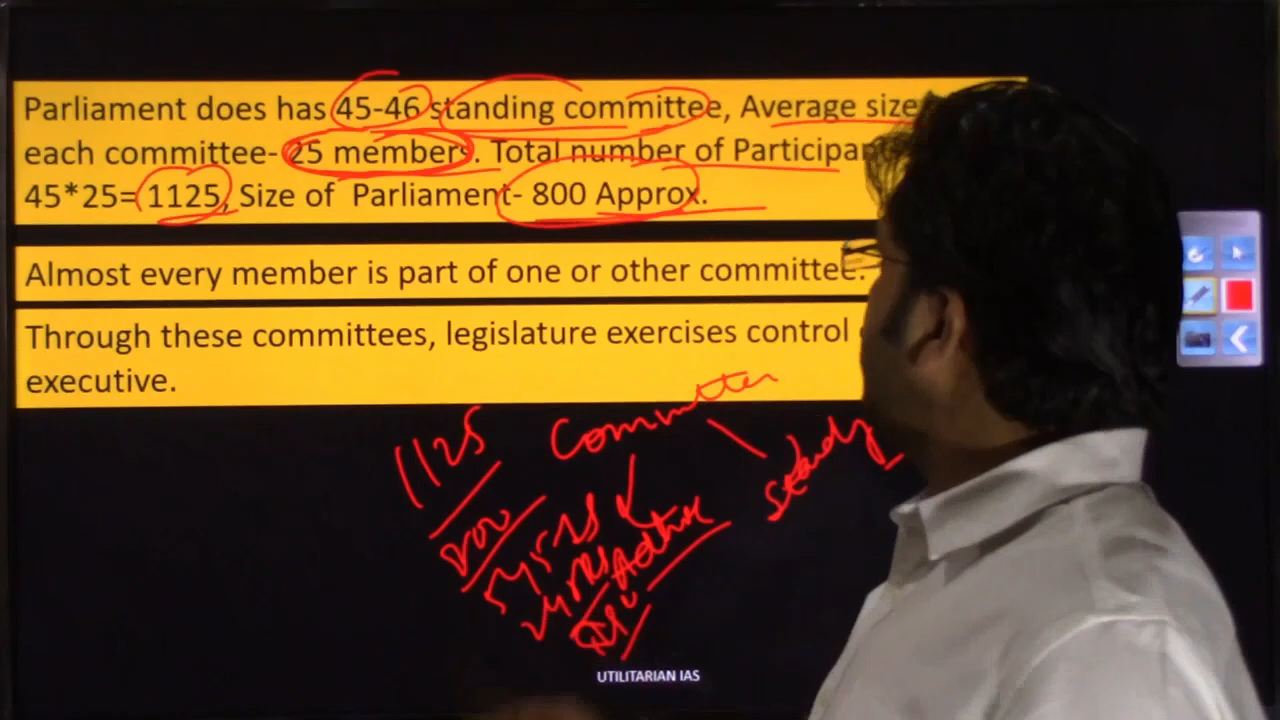 Parliament does has 45-46 standing committee, Average size
each committee- 25 members. Total number of Participan
45*25= 1125, Size of Parliament- 800 Approx.
Almost every member is part of one or other committee.
Through these committees, legislature exercises control
executive.
1125 Committee
800
UTILITARIAN IAS